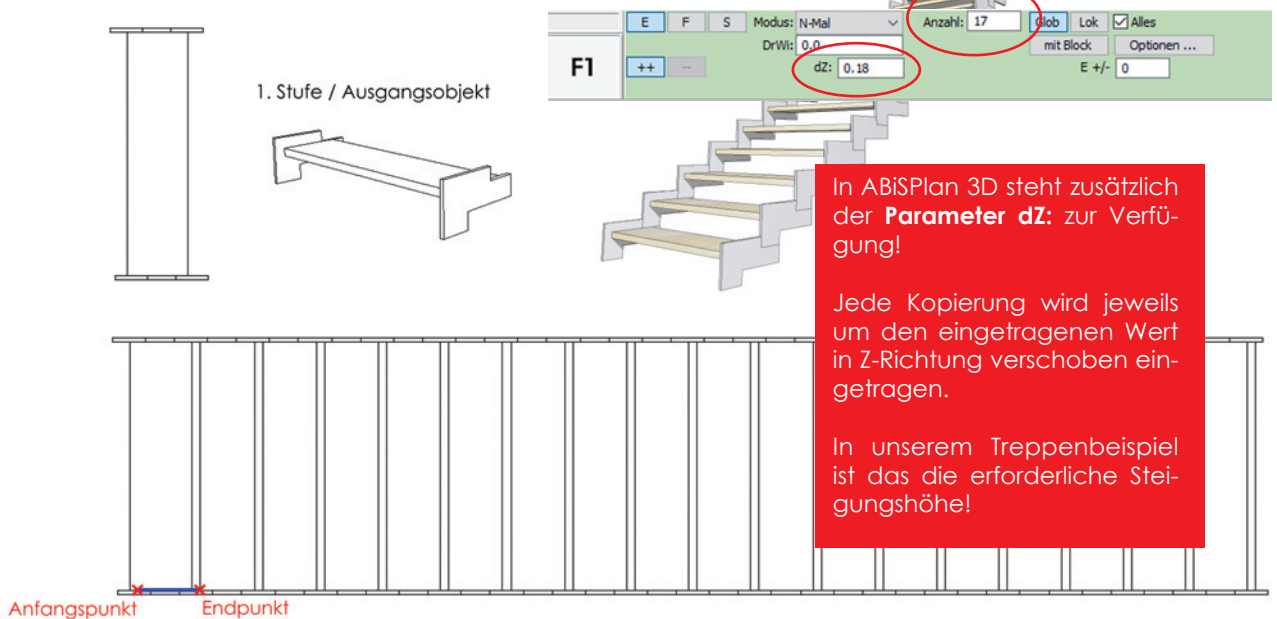 E F S Modus: N-Mal Anzahl: 17 Glob Lok Alles
DrWi: 0.0 mit Block Optionen ...
F1 ++ -- dZ: 0.18 E +/- 0
1. Stufe / Ausgangsobjekt
In ABiSPlan 3D steht zusätzlich
der Parameter dZ: zur Verfü-
gung!
Jede Kopierung wird jeweils
um den eingetragenen Wert
in Z-Richtung verschoben ein-
getragen.
In unserem Treppenbeispiel
ist das die erforderliche Stei-
gungshöhe!
Anfangspunkt Endpunkt